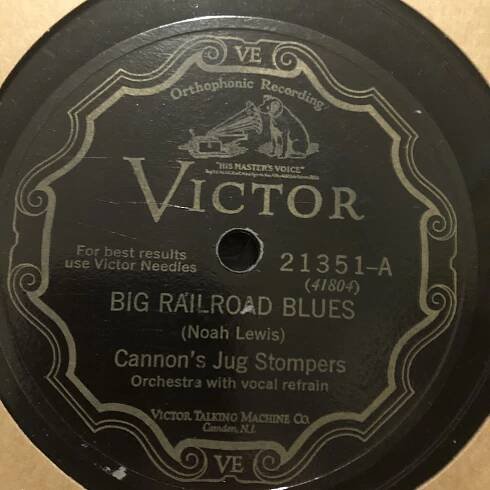 VE
Orthophonic Recording
"HIS MASTER'S VOICE"
VICTOR
For best results
use Victor Needles
21351-A
(41804)
BIG RAILROAD BLUES
(Noah Lewis)
Cannon's Jug Stompers
Orchestra with vocal refrain
VICTOR TALKING MACHINE CO.
Camden, N.J.
VE